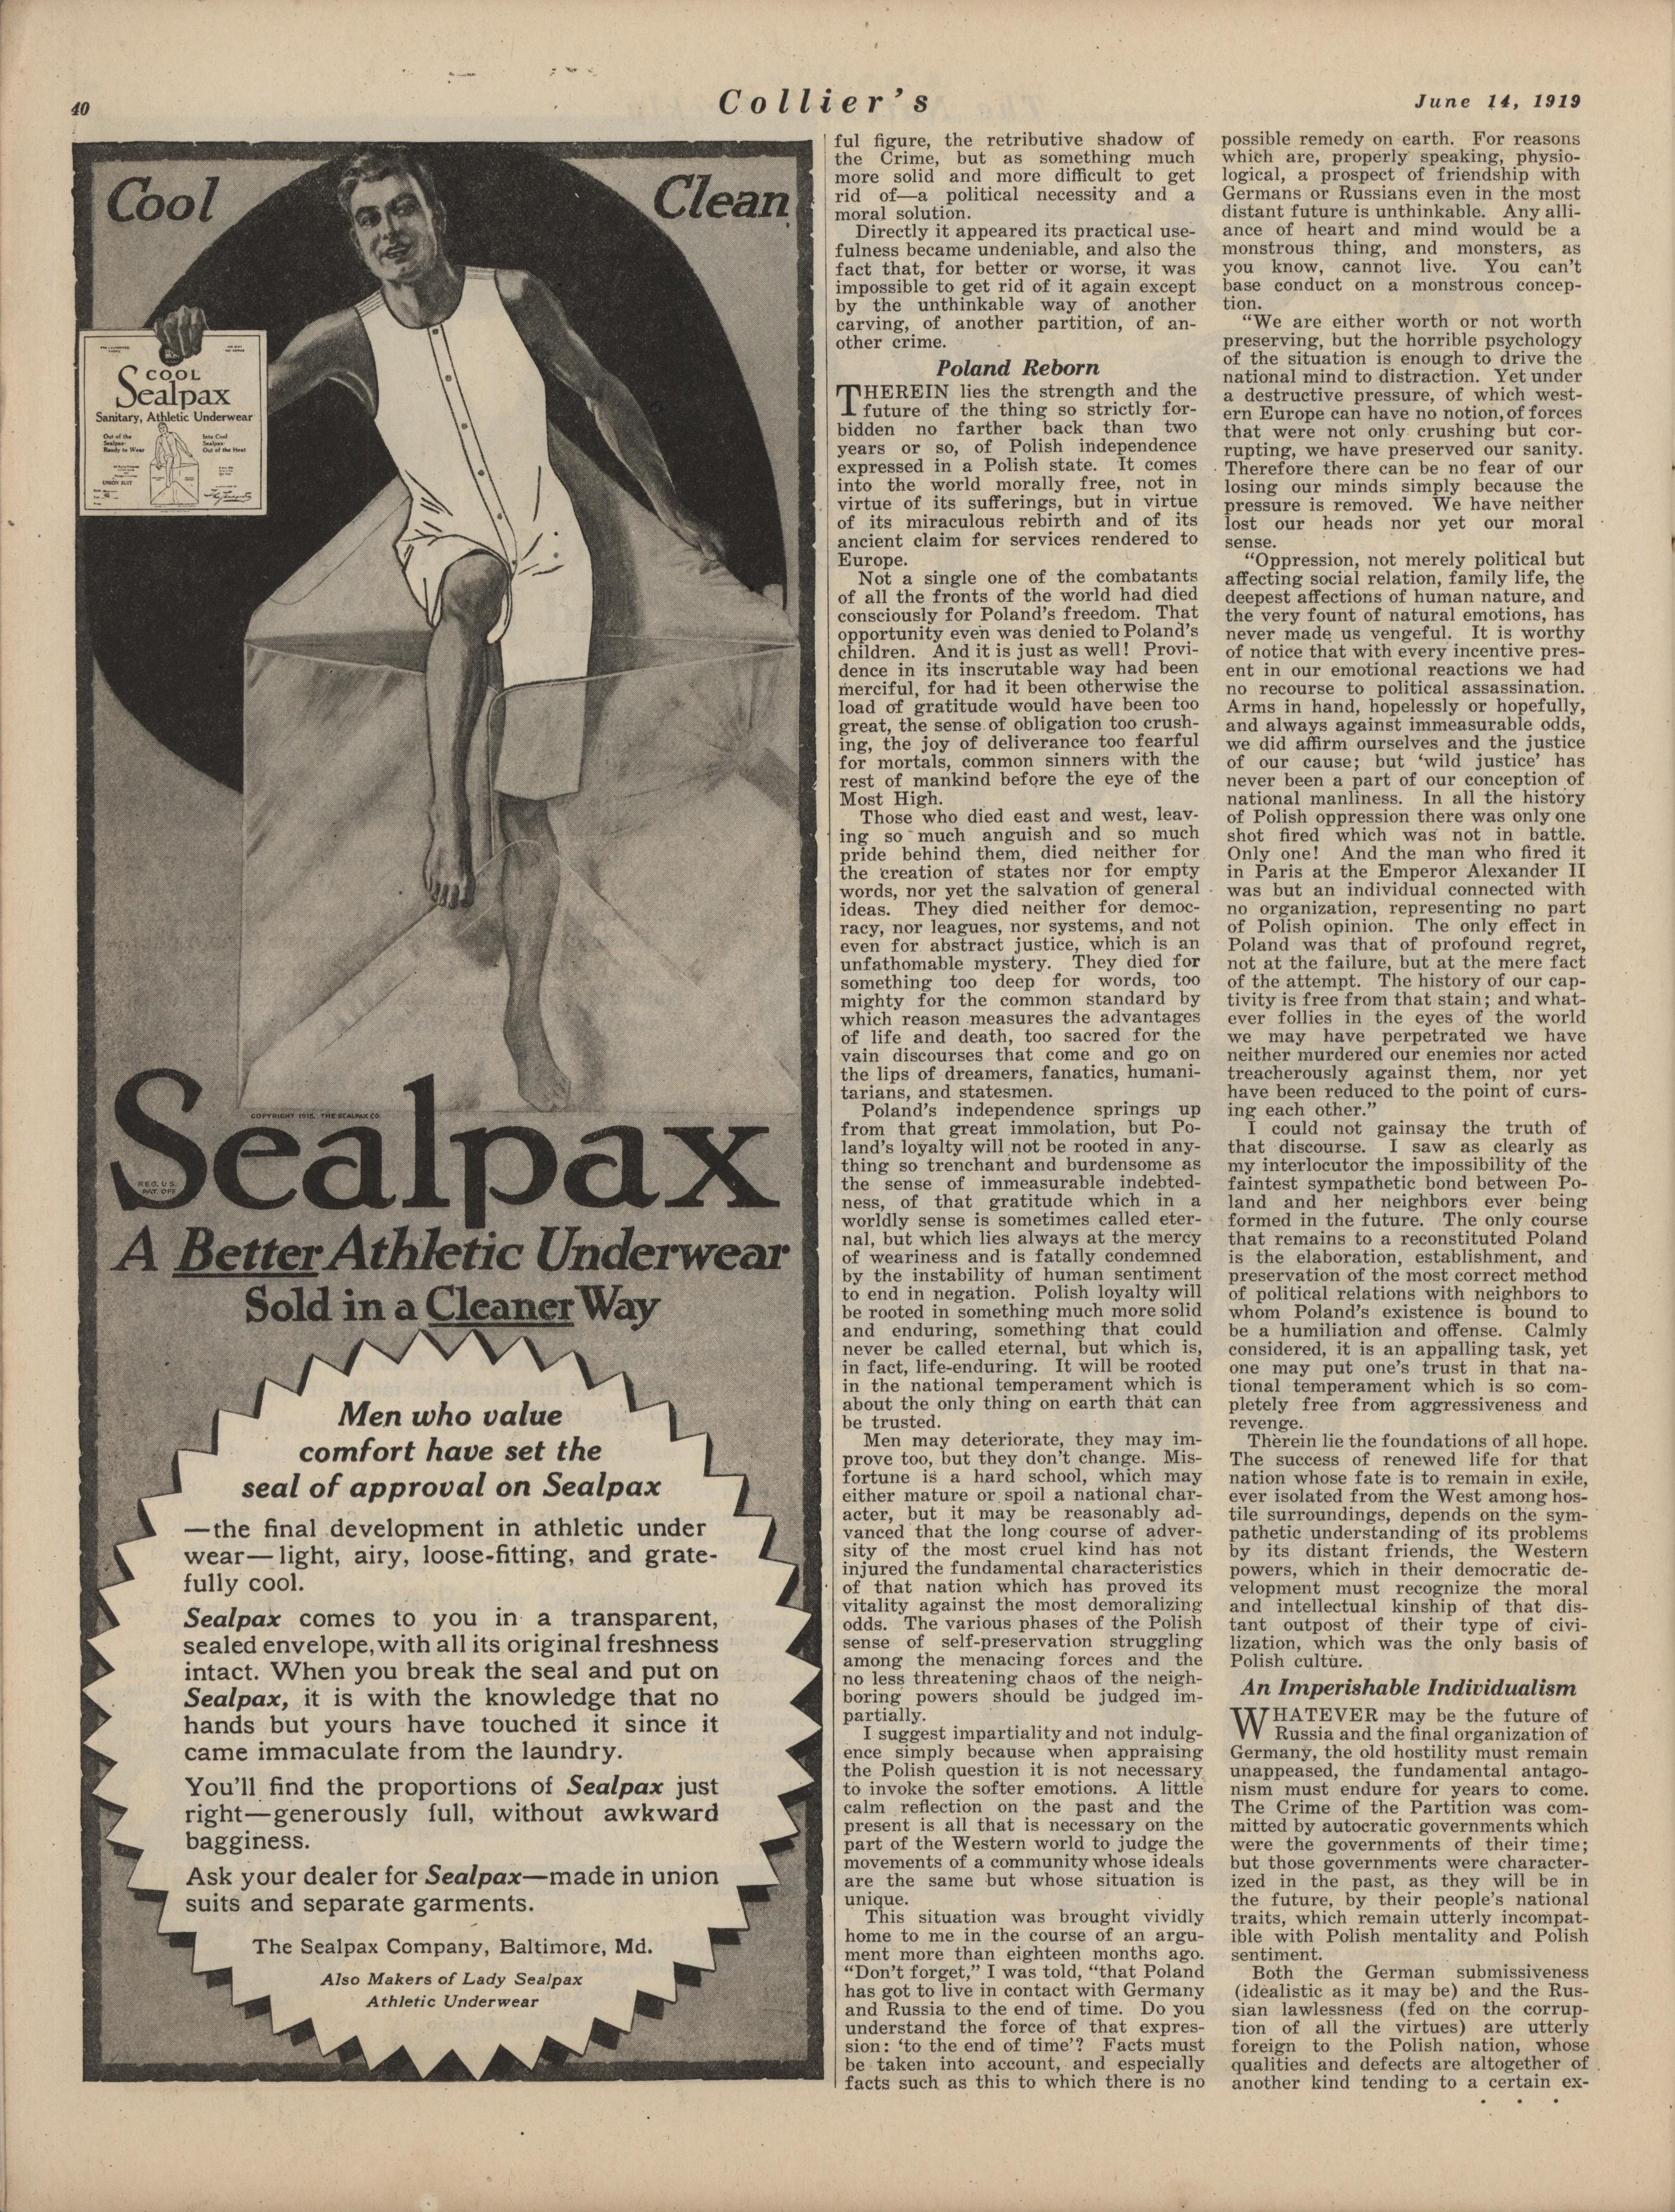 40
Collier's
June 14, 1919
Cool
Clean
COOL
Sealpax
Sanitary, Athletic Underwear
Out of the
Sealpax-
Ready to Wear
Into Cool
Sealpax-
Out of the Heat
UNION SUIT
COPYRIGHT 1915, THE SEALPAX CO.
Sealpax
REG. U.S.
PAT. OFF
A Better Athletic Underwear
Sold in a Cleaner Way
Men who value
comfort have set the
seal of approval on Sealpax
—the final development in athletic under
wear—light, airy, loose-fitting, and grate-
fully cool.
Sealpax comes to you in a transparent,
sealed envelope, with all its original freshness
intact. When you break the seal and put on
Sealpax, it is with the knowledge that no
hands but yours have touched it since it
came immaculate from the laundry.
You'll find the proportions of Sealpax just
right—generously full, without awkward
bagginess.
Ask your dealer for Sealpax—made in union
suits and separate garments.
The Sealpax Company, Baltimore, Md.
Also Makers of Lady Sealpax
Athletic Underwear
ful figure, the retributive shadow of
the Crime, but as something much
more solid and more difficult to get
rid of—a political necessity and a
moral solution.
Directly it appeared its practical use-
fulness became undeniable, and also the
fact that, for better or worse, it was
impossible to get rid of it again except
by the unthinkable way of another
carving, of another partition, of an-
other crime.
Poland Reborn
THEREIN lies the strength and the
future of the thing so strictly for-
bidden no farther back than two
years or so, of Polish independence
expressed in a Polish state. It comes
into the world morally free, not in
virtue of its sufferings, but in virtue
of its miraculous rebirth and of its
ancient claim for services rendered to
Europe.
Not a single one of the combatants
of all the fronts of the world had died
consciously for Poland's freedom. That
opportunity even was denied to Poland's
children. And it is just as well! Provi-
dence in its inscrutable way had been
merciful, for had it been otherwise the
load of gratitude would have been too
great, the sense of obligation too crush-
ing, the joy of deliverance too fearful
for mortals, common sinners with the
rest of mankind before the eye of the
Most High.
Those who died east and west, leav-
ing so much anguish and so much
pride behind them, died neither for
the creation of states nor for empty
words, nor yet the salvation of general
ideas. They died neither for democ-
racy, nor leagues, nor systems, and not
even for abstract justice, which is an
unfathomable mystery. They died for
something too deep for words, too
mighty for the common standard by
which reason measures the advantages
of life and death, too sacred for the
vain discourses that come and go on
the lips of dreamers, fanatics, humani-
tarians, and statesmen.
Poland's independence springs up
from that great immolation, but Po-
land's loyalty will not be rooted in any-
thing so trenchant and burdensome as
the sense of immeasurable indebted-
ness, of that gratitude which in a
worldly sense is sometimes called eter-
nal, but which lies always at the mercy
of weariness and is fatally condemned
by the instability of human sentiment
to end in negation. Polish loyalty will
be rooted in something much more solid
and enduring, something that could
never be called eternal, but which is,
in fact, life-enduring. It will be rooted
in the national temperament which is
about the only thing on earth that can
be trusted.
Men may deteriorate, they may im-
prove too, but they don't change. Mis-
fortune is a hard school, which may
either mature or spoil a national char-
acter, but it may be reasonably ad-
vanced that the long course of adver-
sity of the most cruel kind has not
injured the fundamental characteristics
of that nation which has proved its
vitality against the most demoralizing
odds. The various phases of the Polish
sense of self-preservation struggling
among the menacing forces and the
no less threatening chaos of the neigh-
boring powers should be judged im-
partially.
I suggest impartiality and not indulg-
ence simply because when appraising
the Polish question it is not necessary
to invoke the softer emotions. A little
calm reflection on the past and the
present is all that is necessary on the
part of the Western world to judge the
movements of a community whose ideals
are the same but whose situation is
unique.
This situation was brought vividly
home to me in the course of an argu-
ment more than eighteen months ago.
“Don't forget,” I was told, “that Poland
has got to live in contact with Germany
and Russia to the end of time. Do you
understand the force of that expres-
sion: ‘to the end of time’? Facts must
be taken into account, and especially
facts such as this to which there is no
possible remedy on earth. For reasons
which are, properly speaking, physio-
logical, a prospect of friendship with
Germans or Russians even in the most
distant future is unthinkable. Any alli-
ance of heart and mind would be a
monstrous thing, and monsters, as
you know, cannot live. You can't
base conduct on a monstrous concep-
tion.
“We are either worth or not worth
preserving, but the horrible psychology
of the situation is enough to drive the
national mind to distraction. Yet under
a destructive pressure, of which west-
ern Europe can have no notion, of forces
that were not only crushing but cor-
rupting, we have preserved our sanity.
Therefore there can be no fear of our
losing our minds simply because the
pressure is removed. We have neither
lost our heads nor yet our moral
sense.
“Oppression, not merely political but
affecting social relation, family life, the
deepest affections of human nature, and
the very fount of natural emotions, has
never made us vengeful. It is worthy
of notice that with every incentive pres-
ent in our emotional reactions we had
no recourse to political assassination.
Arms in hand, hopelessly or hopefully,
and always against immeasurable odds,
we did affirm ourselves and the justice
of our cause; but ‘wild justice’ has
never been a part of our conception of
national manliness. In all the history
of Polish oppression there was only one
shot fired which was not in battle.
Only one! And the man who fired it
in Paris at the Emperor Alexander II
was but an individual connected with
no organization, representing no part
of Polish opinion. The only effect in
Poland was that of profound regret,
not at the failure, but at the mere fact
of the attempt. The history of our cap-
tivity is free from that stain; and what-
ever follies in the eyes of the world
we may have perpetrated we have
neither murdered our enemies nor acted
treacherously against them, nor yet
have been reduced to the point of curs-
ing each other.”
I could not gainsay the truth of
that discourse. I saw as clearly as
my interlocutor the impossibility of the
faintest sympathetic bond between Po-
land and her neighbors ever being
formed in the future. The only course
that remains to a reconstituted Poland
is the elaboration, establishment, and
preservation of the most correct method
of political relations with neighbors to
whom Poland's existence is bound to
be a humiliation and offense. Calmly
considered, it is an appalling task, yet
one may put one's trust in that na-
tional temperament which is so com-
pletely free from aggressiveness and
revenge.
Therein lie the foundations of all hope.
The success of renewed life for that
nation whose fate is to remain in exile,
ever isolated from the West among hos-
tile surroundings, depends on the sym-
pathetic understanding of its problems
by its distant friends, the Western
powers, which in their democratic de-
velopment must recognize the moral
and intellectual kinship of that dis-
tant outpost of their type of civi-
lization, which was the only basis of
Polish culture.
An Imperishable Individualism
WHATEVER may be the future of
Russia and the final organization of
Germany, the old hostility must remain
unappeased, the fundamental antago-
nism must endure for years to come.
The Crime of the Partition was com-
mitted by autocratic governments which
were the governments of their time;
but those governments were character-
ized in the past, as they will be in
the future, by their people's national
traits, which remain utterly incompat-
ible with Polish mentality and Polish
sentiment.
Both the German submissiveness
(idealistic as it may be) and the Rus-
sian lawlessness (fed on the corrup-
tion of all the virtues) are utterly
foreign to the Polish nation, whose
qualities and defects are altogether of
another kind tending to a certain ex-